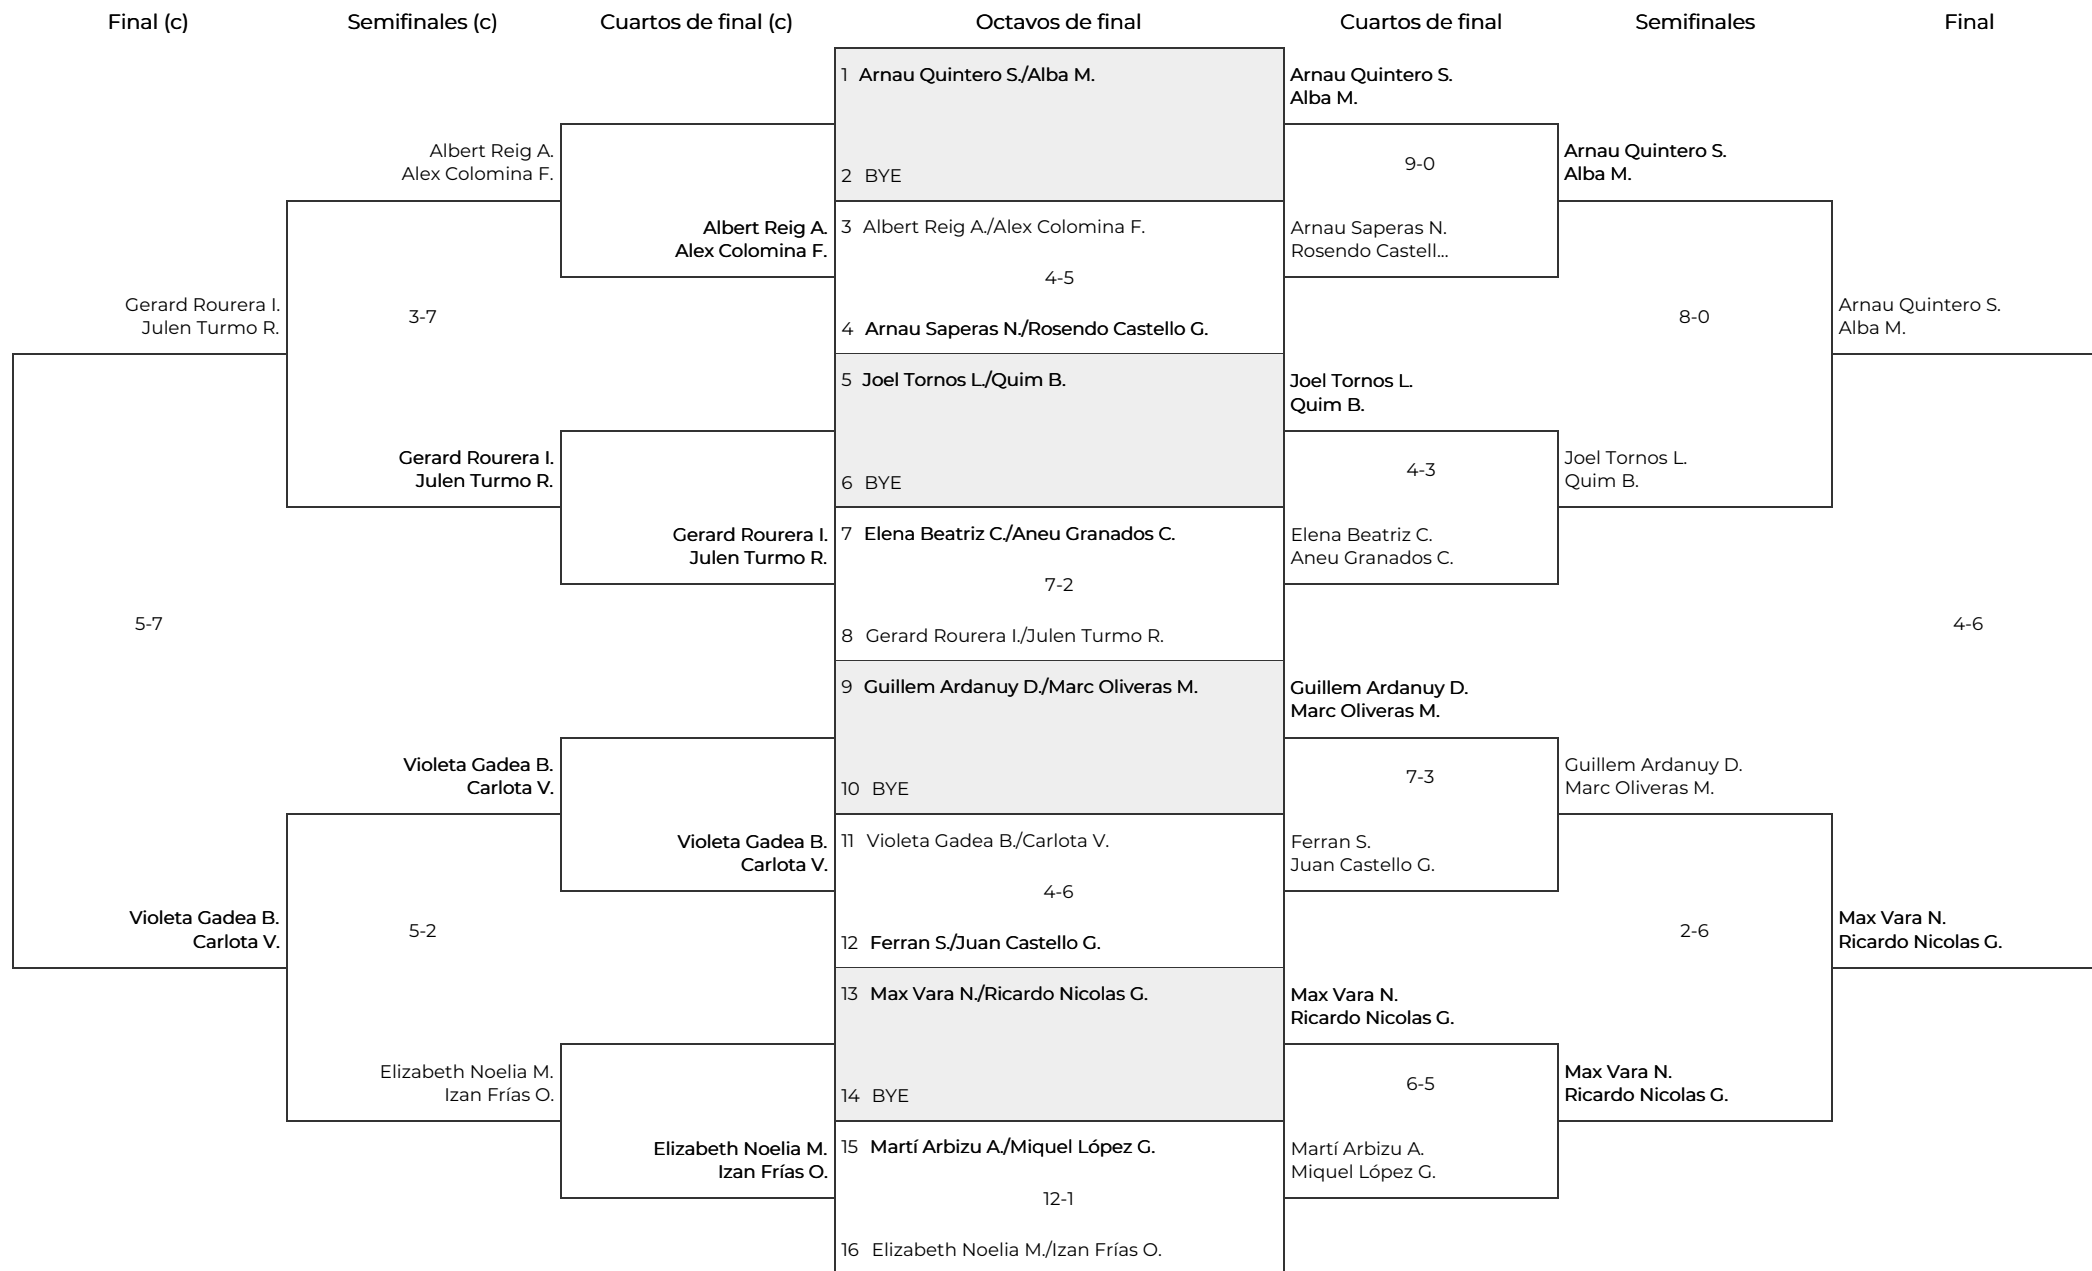 Final (c)
Semifinales (c)
Cuartos de final (c)
Octavos de final
Cuartos de final
Semifinales
Final
Gerard Rourera I.
Julen Turmo R.
5-7
Violeta Gadea B.
Carlota V.
Albert Reig A.
Alex Colomina F.
3-7
Gerard Rourera I.
Julen Turmo R.
Violeta Gadea B.
Carlota V.
5-2
Elizabeth Noelia M.
Izan Frías O.
Albert Reig A.
Alex Colomina F.
Gerard Rourera I.
Julen Turmo R.
Violeta Gadea B.
Carlota V.
Elizabeth Noelia M.
Izan Frías O.
1 Arnau Quintero S./Alba M.
2 BYE
3 Albert Reig A./Alex Colomina F.
4-5
4 Arnau Saperas N./Rosendo Castello G.
5 Joel Tornos L./Quim B.
6 BYE
7 Elena Beatriz C./Aneu Granados C.
7-2
8 Gerard Rourera I./Julen Turmo R.
9 Guillem Ardanuy D./Marc Oliveras M.
10 BYE
11 Violeta Gadea B./Carlota V.
4-6
12 Ferran S./Juan Castello G.
13 Max Vara N./Ricardo Nicolas G.
14 BYE
15 Martí Arbizu A./Miquel López G.
12-1
16 Elizabeth Noelia M./Izan Frías O.
Arnau Quintero S.
Alba M.
9-0
Arnau Saperas N.
Rosendo Castell...
Joel Tornos L.
Quim B.
4-3
Elena Beatriz C.
Aneu Granados C.
Guillem Ardanuy D.
Marc Oliveras M.
7-3
Ferran S.
Juan Castello G.
Max Vara N.
Ricardo Nicolas G.
6-5
Martí Arbizu A.
Miquel López G.
Arnau Quintero S.
Alba M.
8-0
Joel Tornos L.
Quim B.
Guillem Ardanuy D.
Marc Oliveras M.
2-6
Max Vara N.
Ricardo Nicolas G.
Arnau Quintero S.
Alba M.
4-6
Max Vara N.
Ricardo Nicolas G.